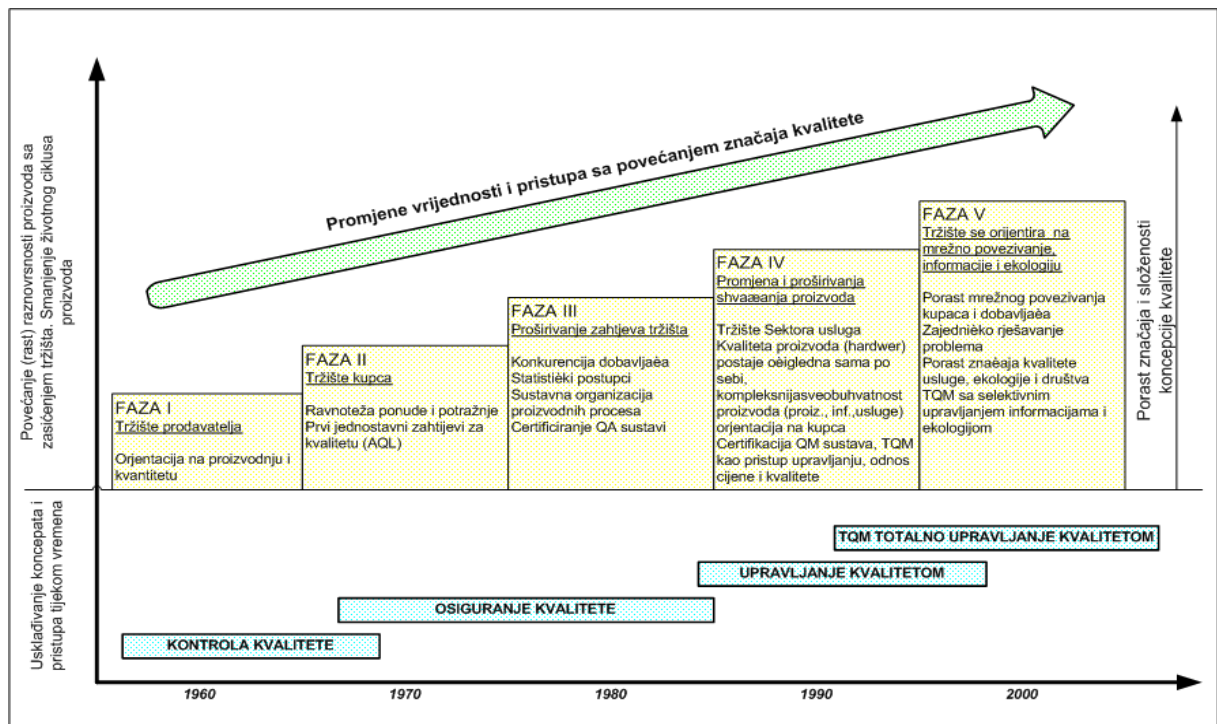 Povećanje (rast) raznovrsnosti proizvoda sa
zasićenjem tržišta. Smanjenje životnog ciklusa
proizvoda
Promjene vrijednosti i pristupa sa povećanjem značaja kvalitete
FAZA I
Tržište prodavatelja
Orjentacija na proizvodnju i
kvantitetu
FAZA II
Tržište kupca
Ravnoteža ponude i potražnje
Prvi jednostavni zahtijevi za
kvalitetu (AQL)
FAZA III
Proširivanje zahtjeva tržišta
Konkurencija dobavljaèa
Statistièki postupci
Sustavna organizacija
proizvodnih procesa
Certificiranje QA sustavi
FAZA IV
Promjena i proširivanja
shvaæeanja proizvoda
Tržište Sektora usluga
Kvaliteta proizvoda (hardwer)
postaje oèigledna sama po
sebi,
kompleksnijasveobuhvatnost
proizvoda (proiz., inf.,usluge)
orjentacija na kupca
Certifikacija QM sustava, TQM
kao pristup upravljanju, odnos
cijene i kvalitete
FAZA V
Tržište se orijentira na
mrežno povezivanje,
informacije i ekologiju
Porast mrežnog povezivanja
kupaca i dobavljaèa
Zajednièko rješavanje
problema
Porast znaèaja kvalitete
usluge, ekologije i društva
TQM sa selektivnim
upravljanjem informacijama i
ekologijom
Porast značaja i složenosti
koncepcije kvalitete
Usklađivanje koncepata i
pristupa tijekom vremena
TQM TOTALNO UPRAVLJANJE KVALITETOM
UPRAVLJANJE KVALITETOM
OSIGURANJE KVALITETE
KONTROLA KVALITETE
1960
1970
1980
1990
2000